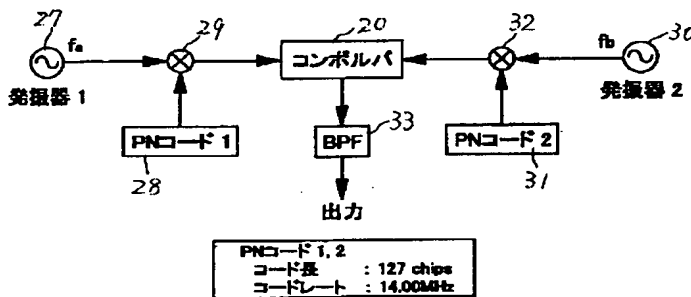 27
fa
29
20
コンボルバ
32
fb
30
発振器 1
発振器 2
PNコード 1
28
BPF
33
PNコード 2
31
出力
PNコード 1, 2
コード長 : 127 chips
コードレート : 14.00MHz